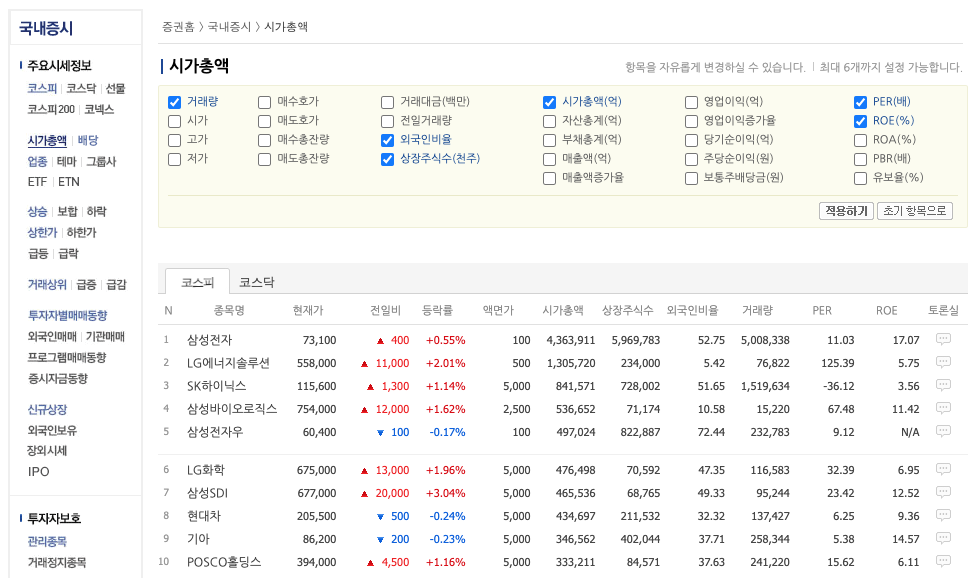 국내증시
주요시세정보
코스피 코스닥 선물
코스피200 코넥스
시가총액 배당
업종 테마 그룹사
ETF ETN
상승 보합 하락
상한가 하한가
급등 급락
거래상위 급증 급감
투자자별매매동향
외국인매매 기관매매
프로그램매매동향
증시자금동향
신규상장
외국인보유
장외시세
IPO
투자자보호
관리종목
거래정지종목
증권홈 > 국내증시 > 시가총액
시가총액
항목을 자유롭게 변경하실 수 있습니다. 최대 6개까지 설정 가능합니다.
거래량 매수호가 거래대금(백만) 시가총액(억) 영업이익(억) PER(배)
시가 매도호가 전일거래량 자산총계(억) 영업이익증가율 ROE(%)
고가 매수총잔량 외국인비율 부채총계(억) 당기순이익(억) ROA(%)
저가 매도총잔량 상장주식수(천주) 매출액(억) 주당순이익(원) PBR(배)
매출액증가율 보통주배당금(원) 유보율(%)
적용하기 초기 항목으로
코스피 코스닥
N 종목명 현재가 전일비 등락률 액면가 시가총액 상장주식수 외국인비율 거래량 PER ROE 토론실
1 삼성전자 73,100 ▲ 400 +0.55% 100 4,363,911 5,969,783 52.75 5,008,338 11.03 17.07
2 LG에너지솔루션 558,000 ▲ 11,000 +2.01% 500 1,305,720 234,000 5.42 76,822 125.39 5.75
3 SK하이닉스 115,600 ▲ 1,300 +1.14% 5,000 841,571 728,002 51.65 1,519,634 -36.12 3.56
4 삼성바이오로직스 754,000 ▲ 12,000 +1.62% 2,500 536,652 71,174 10.58 15,220 67.48 11.42
5 삼성전자우 60,400 ▼ 100 -0.17% 100 497,024 822,887 72.44 232,783 9.12 N/A
6 LG화학 675,000 ▲ 13,000 +1.96% 5,000 476,498 70,592 47.35 116,583 32.39 6.95
7 삼성SDI 677,000 ▲ 20,000 +3.04% 5,000 465,536 68,765 49.33 95,244 23.42 12.52
8 현대차 205,500 ▼ 500 -0.24% 5,000 434,697 211,532 32.32 137,427 6.25 9.36
9 기아 86,200 ▼ 200 -0.23% 5,000 346,562 402,044 37.71 258,344 5.38 14.57
10 POSCO홀딩스 394,000 ▲ 4,500 +1.16% 5,000 333,211 84,571 37.63 241,220 15.62 6.11